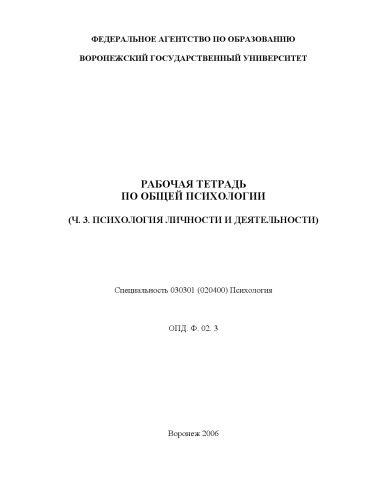 ФЕДЕРАЛЬНОЕ АГЕНТСТВО ПО ОБРАЗОВАНИЮ
ВОРОНЕЖСКИЙ ГОСУДАРСТВЕННЫЙ УНИВЕРСИТЕТ
РАБОЧАЯ ТЕТРАДЬ
ПО ОБЩЕЙ ПСИХОЛОГИИ
(Ч. 3. ПСИХОЛОГИЯ ЛИЧНОСТИ И ДЕЯТЕЛЬНОСТИ)
Специальность 030301 (020400) Психология
ОПД. Ф. 02. 3
Воронеж 2006